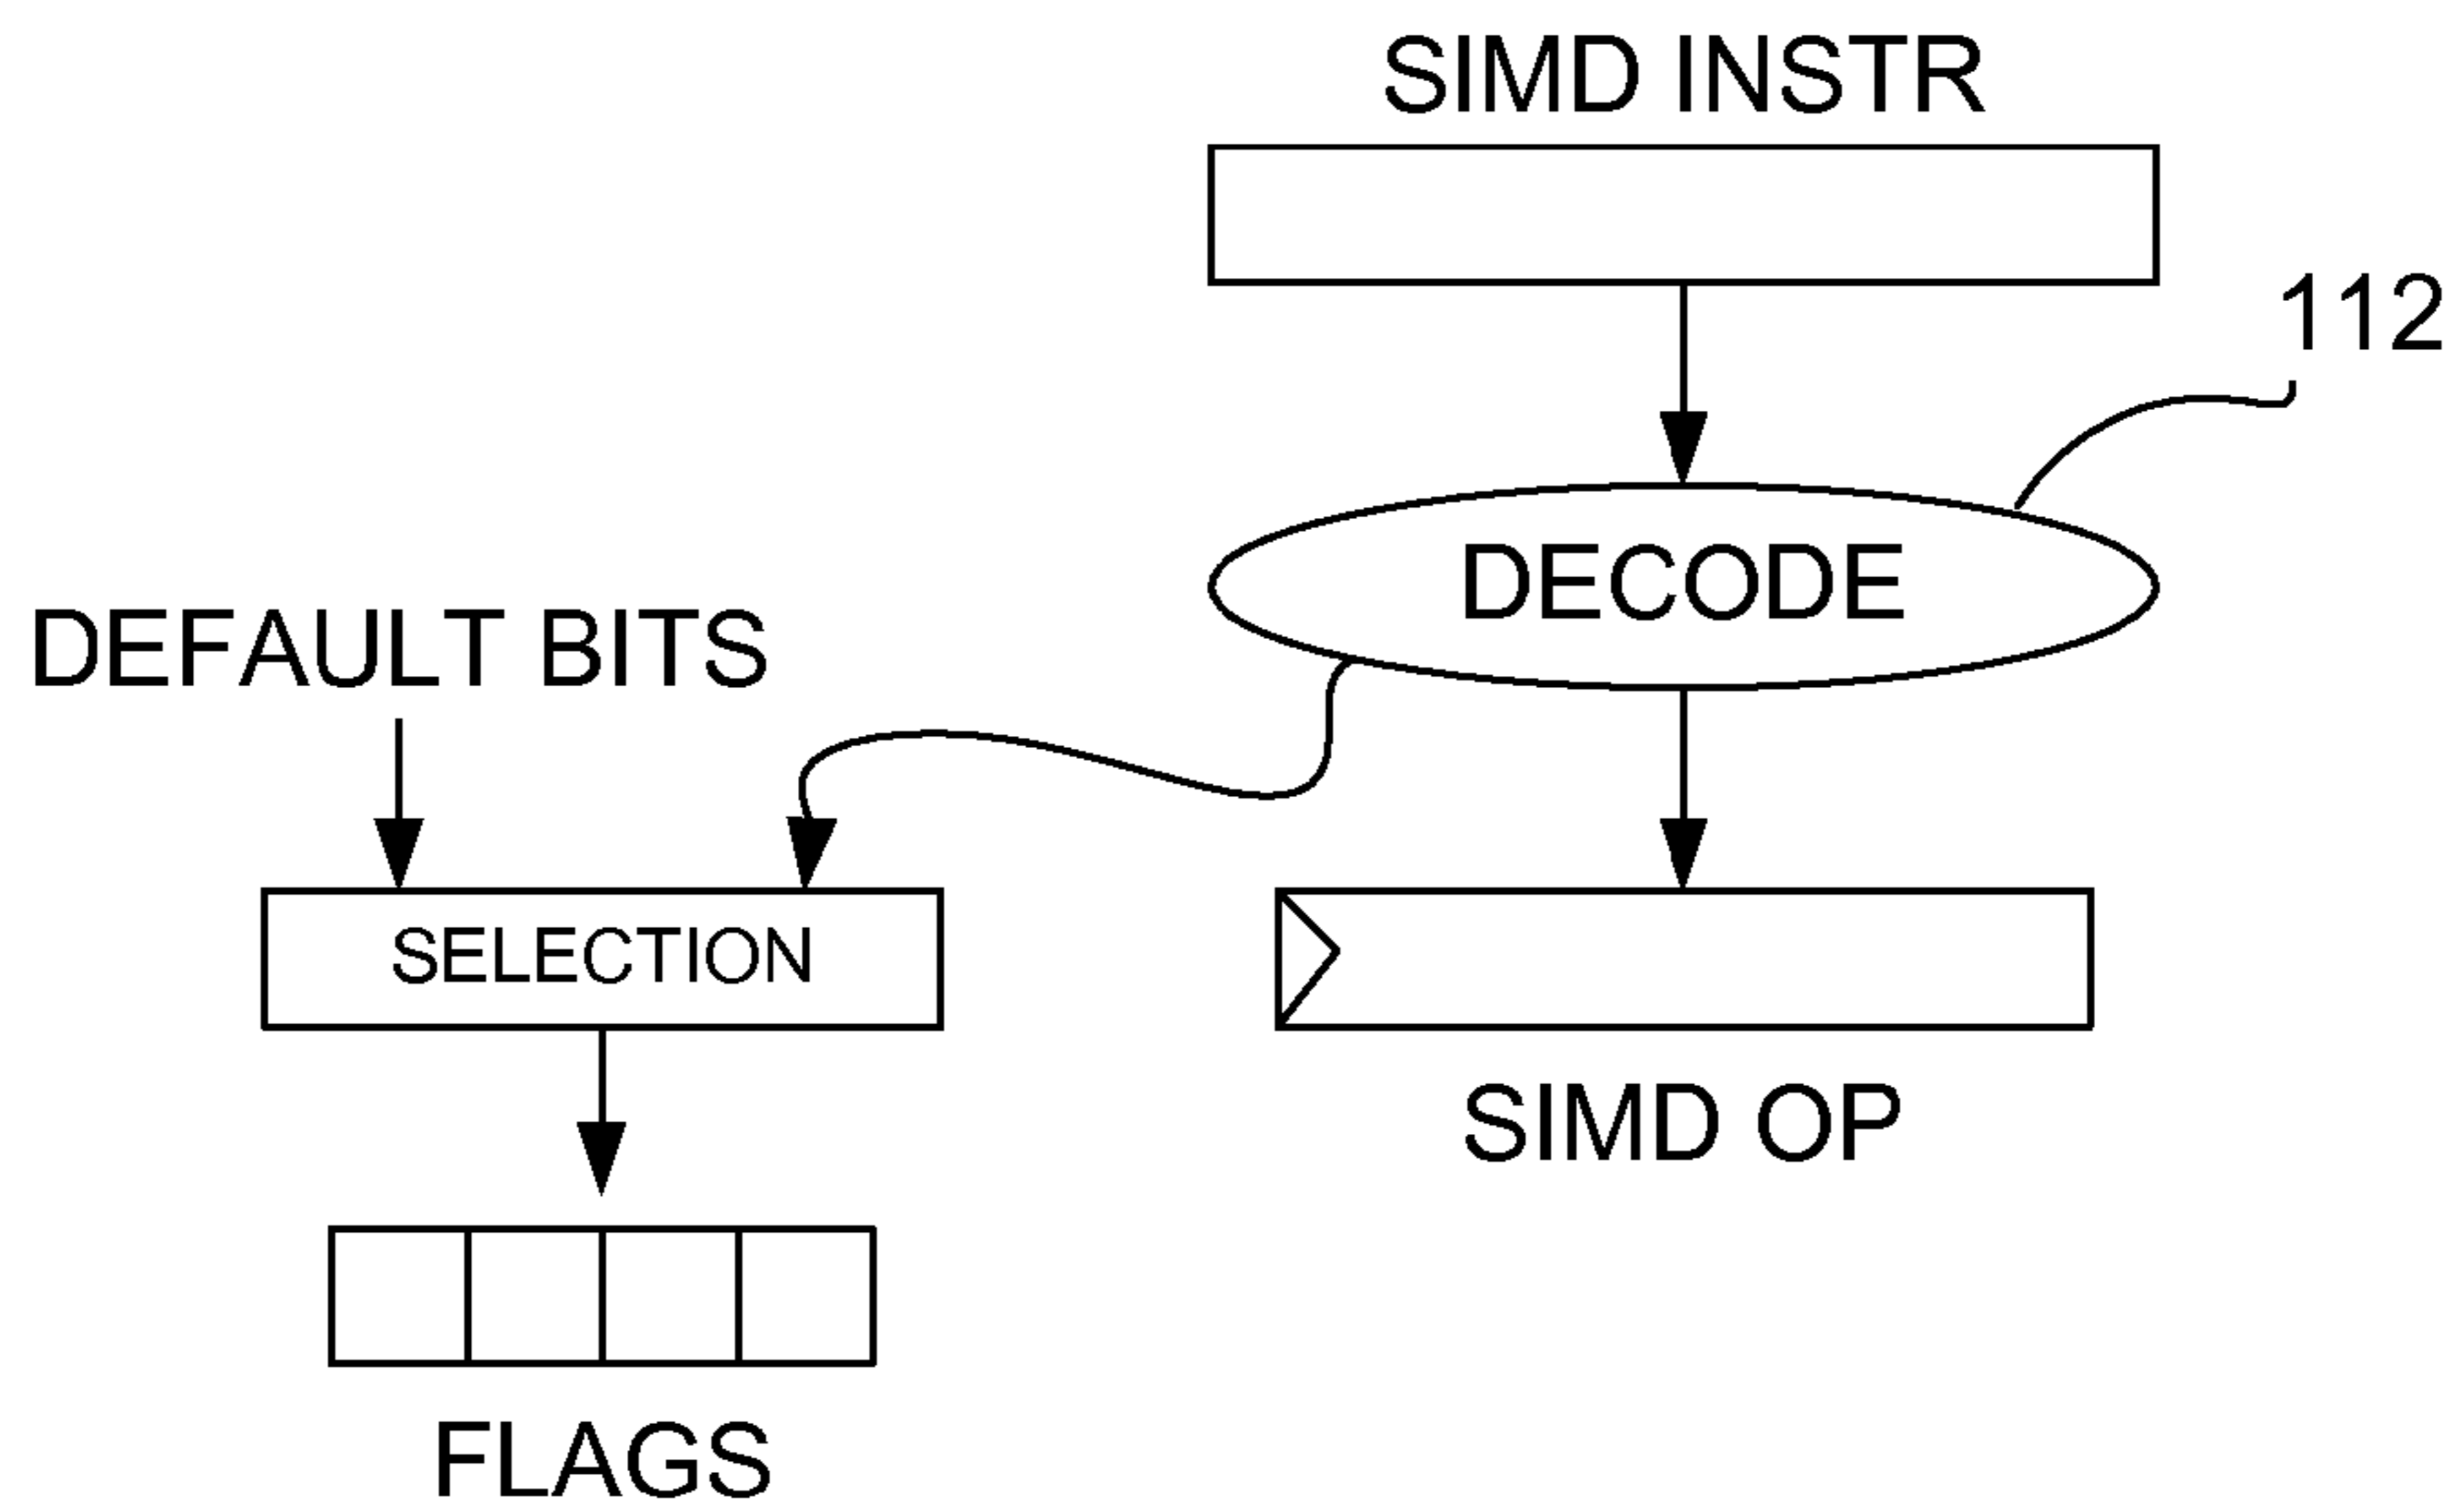 SIMD INSTR
112
DECODE
DEFAULT BITS
SELECTION
SIMD OP
FLAGS